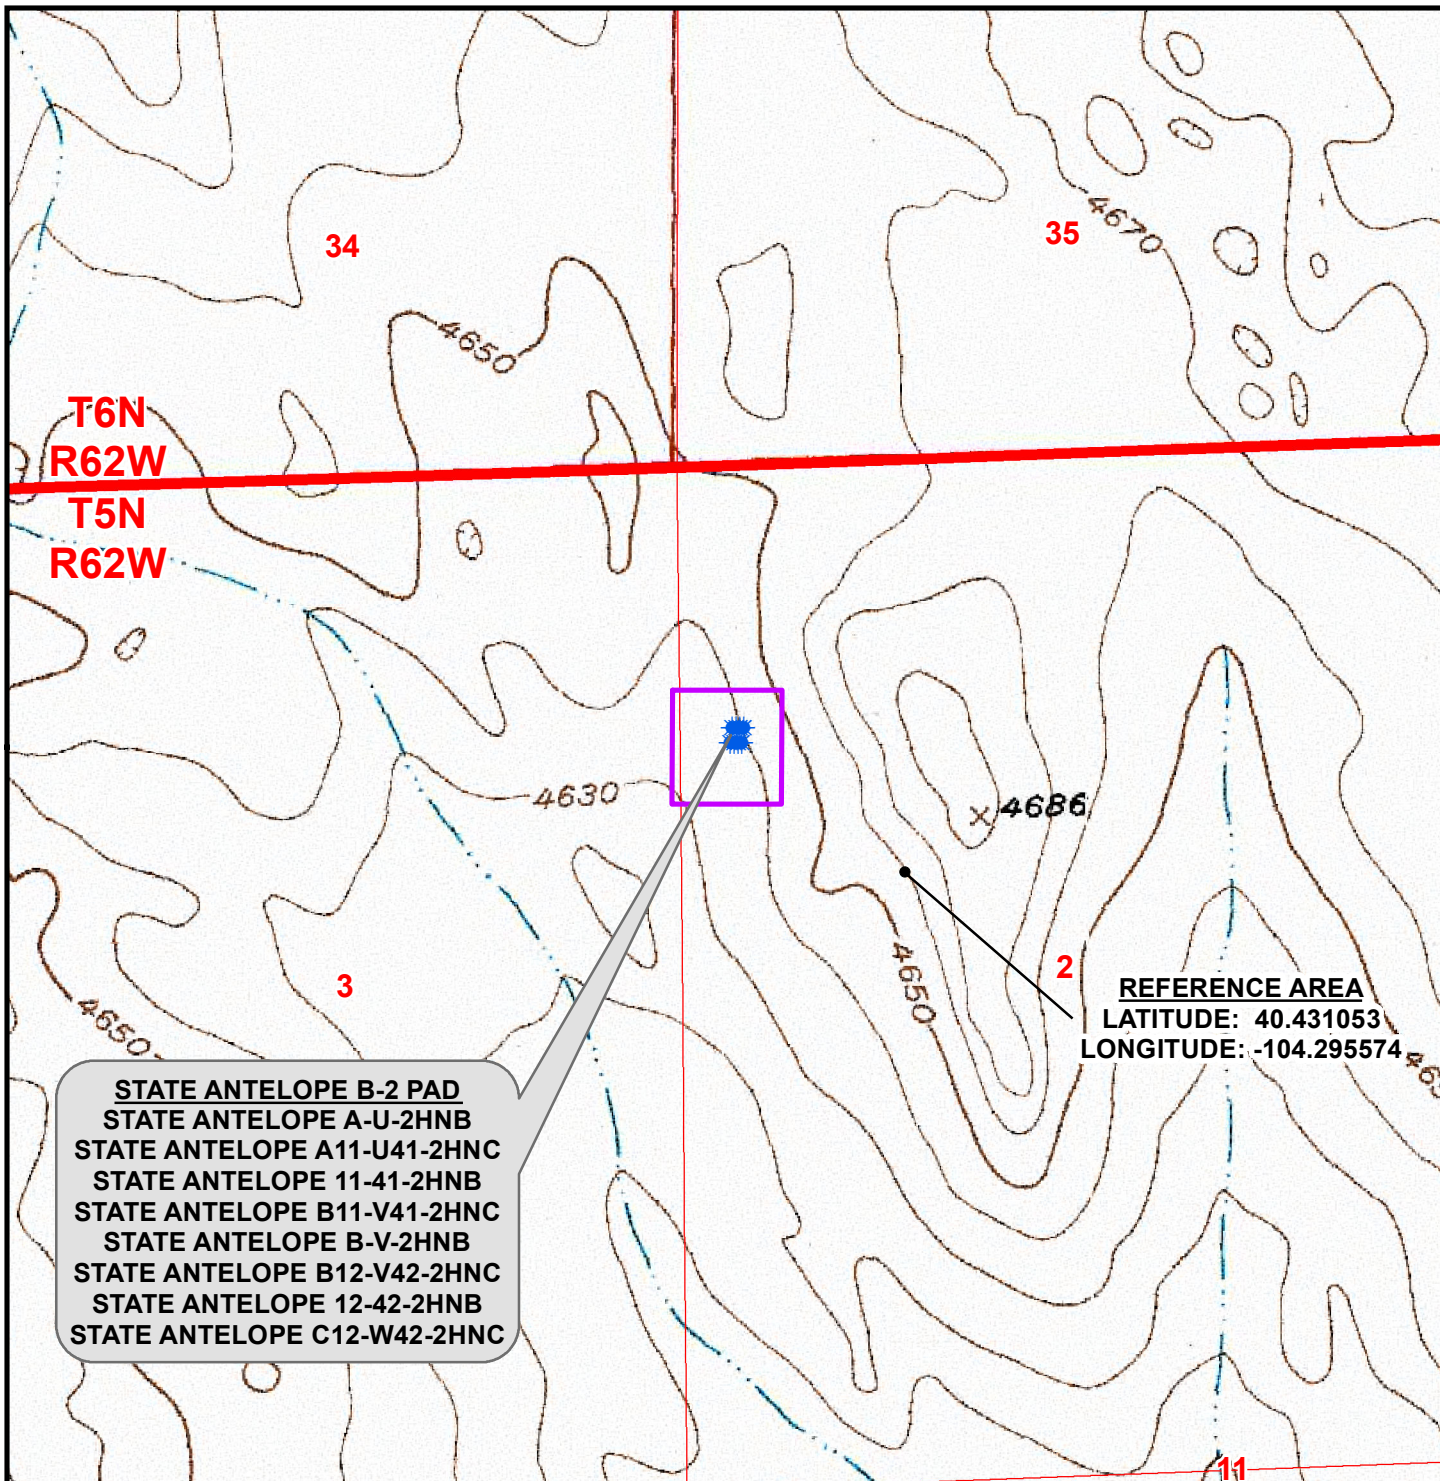 34
35
4670
4650
T6N
R62W
T5N
R62W
4630
4686
3
2
4650
4650
REFERENCE AREA
LATITUDE: 40.431053
LONGITUDE: -104.295574
STATE ANTELOPE B-2 PAD
STATE ANTELOPE A-U-2HNB
STATE ANTELOPE A11-U41-2HNC
STATE ANTELOPE 11-41-2HNB
STATE ANTELOPE B11-V41-2HNC
STATE ANTELOPE B-V-2HNB
STATE ANTELOPE B12-V42-2HNC
STATE ANTELOPE 12-42-2HNB
STATE ANTELOPE C12-W42-2HNC
11